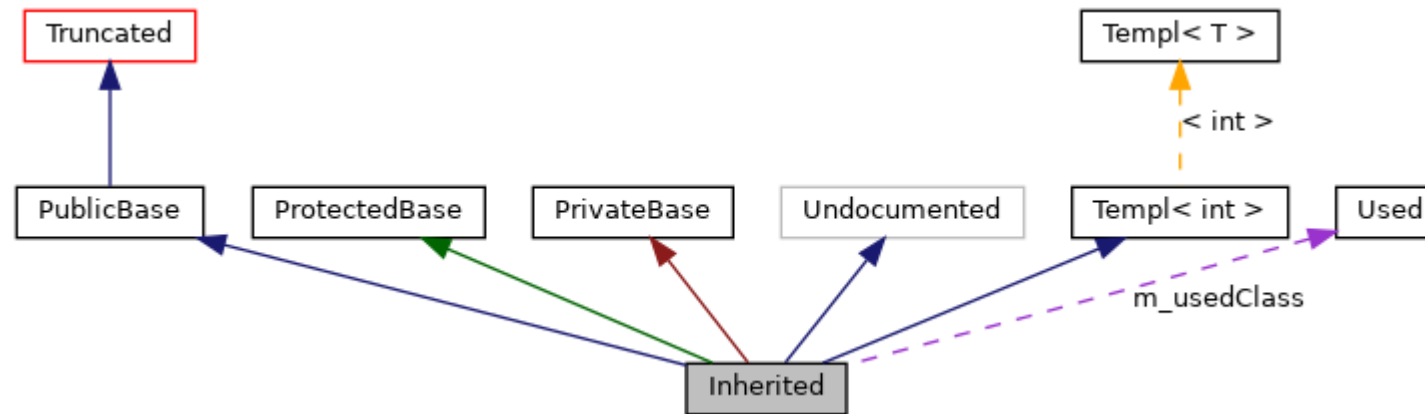 Truncated
Templ< T >
< int >
PublicBase
ProtectedBase
PrivateBase
Undocumented
Templ< int >
Used
m_usedClass
Inherited